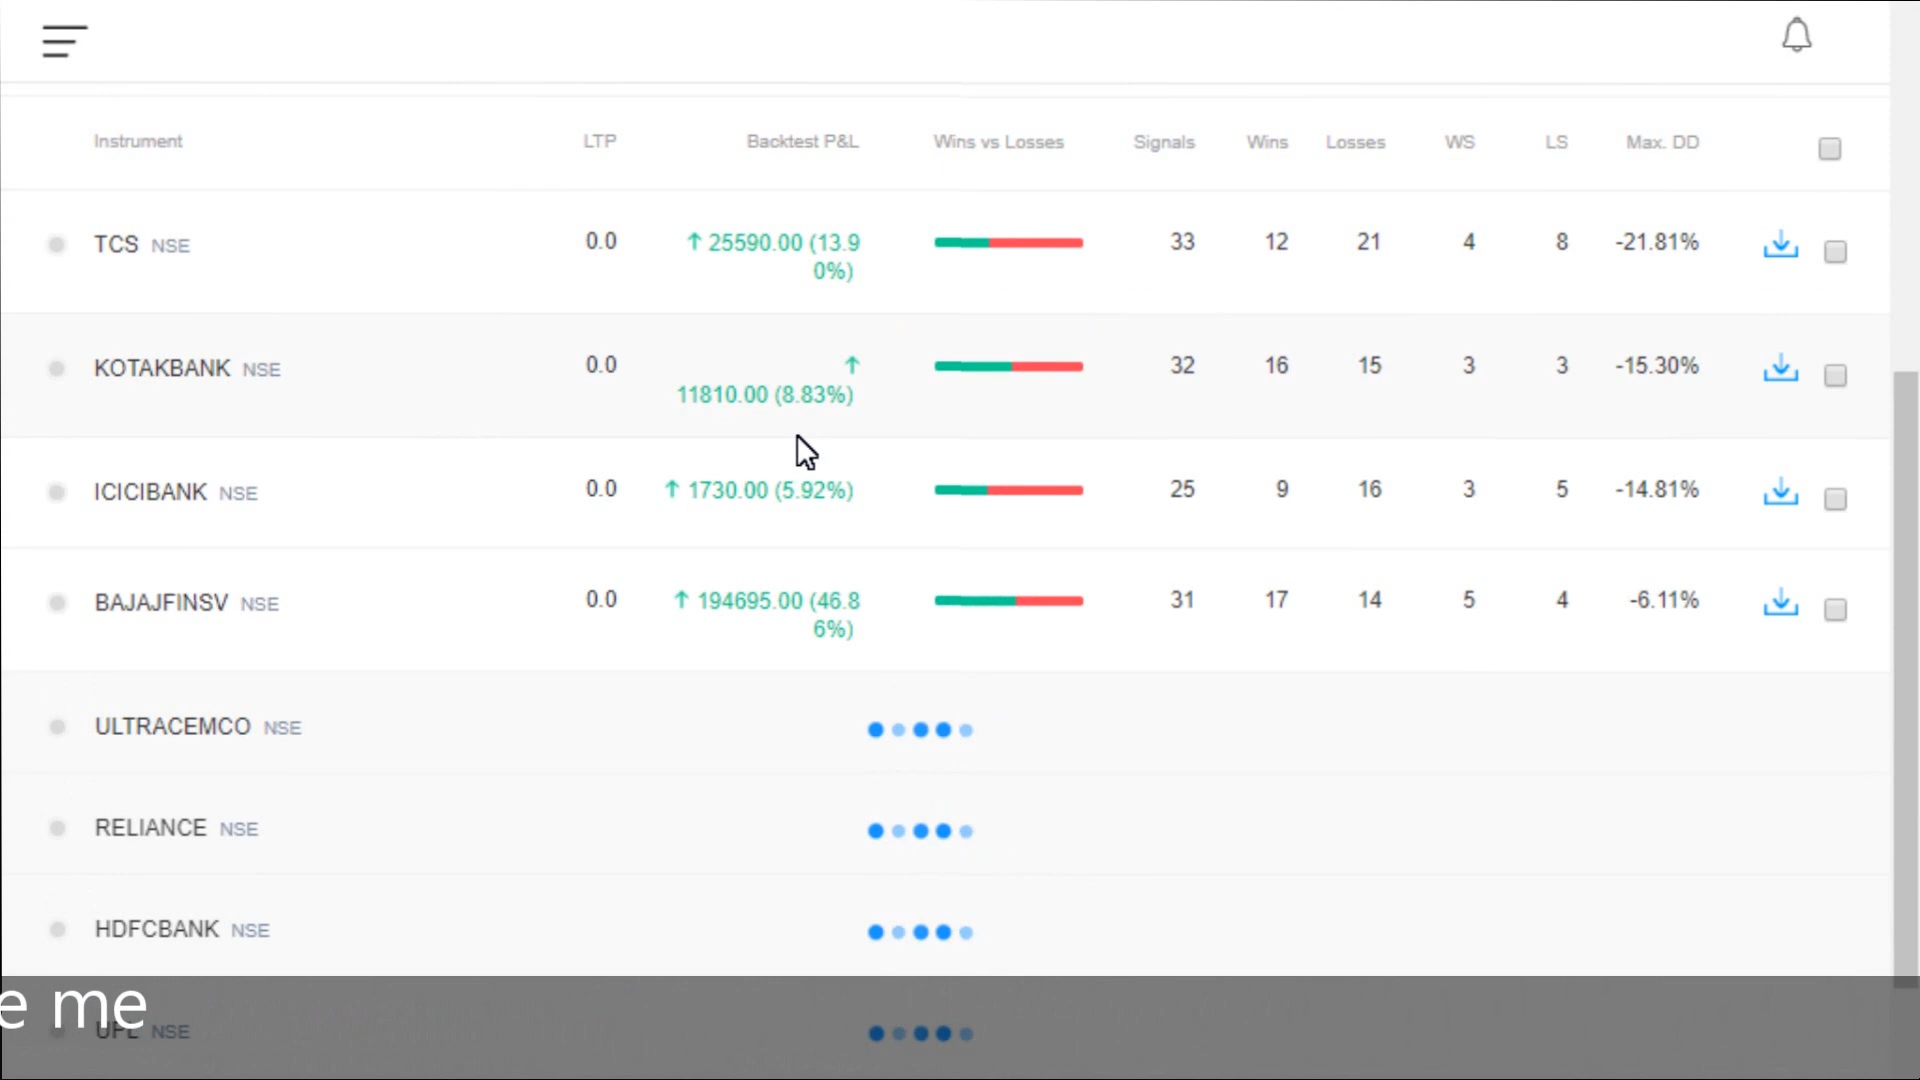 Instrument LTP Backtest P&L Wins vs Losses Signals Wins Losses WS LS Max. DD
TCS NSE 0.0 ↑ 25590.00 (13.9 33 12 21 4 8 -21.81%
0%)
KOTAKBANK NSE 0.0 ↑ 32 16 15 3 3 -15.30%
11810.00 (8.83%)
ICICIBANK NSE 0.0 ↑ 1730.00 (5.92%) 25 9 16 3 5 -14.81%
BAJAJFINSV NSE 0.0 ↑ 194695.00 (46.8 31 17 14 5 4 -6.11%
6%)
ULTRACEMCO NSE
RELIANCE NSE
HDFCBANK NSE
e me
UPL NSE